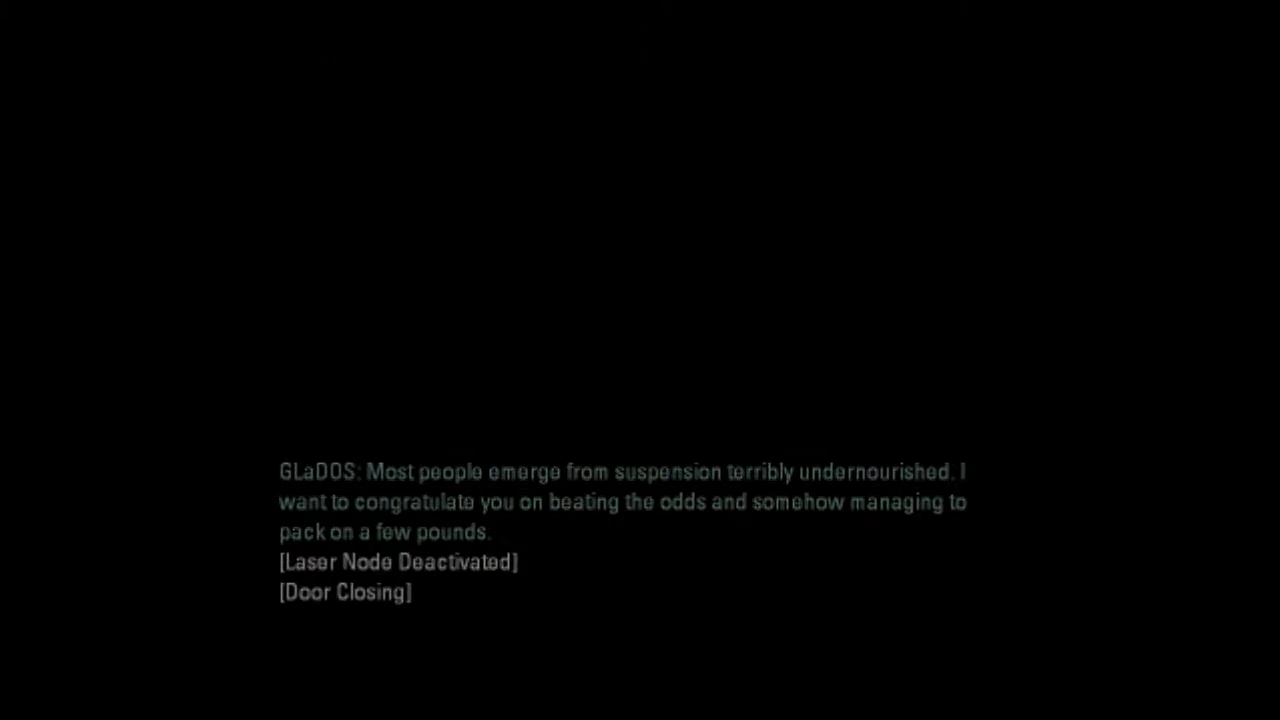 GLaDOS: Most people emerge from suspension terribly undernourished. I
want to congratulate you on beating the odds and somehow managing to
pack on a few pounds.
[Laser Node Deactivated]
[Door Closing]